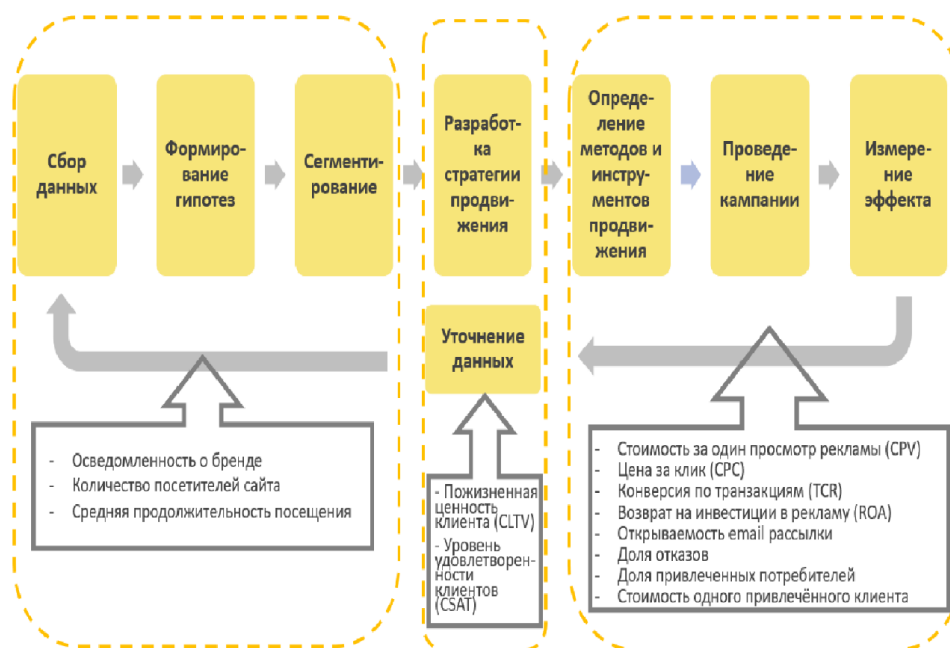 Сбор
данных
Формиро-
вание
гипотез
Сегменти-
рование
Разработ-
ка
стратегии
продви-
жения
Опреде-
ление
методов и
инстру-
ментов
продви-
жения
Проведе-
ние
кампании
Измере-
ние
эффекта
Уточнение
данных
- Осведомленность о бренде
- Количество посетителей сайта
- Средняя продолжительность посещения
- Пожизненная
ценность
клиента (CLTV)
- Уровень
удовлетворен-
ности
клиентов
(CSAT)
- Стоимость за один просмотр рекламы (CPV)
- Цена за клик (CPC)
- Конверсия по транзакциям (TCR)
- Возврат на инвестиции в рекламу (ROA)
- Открываемость email рассылки
- Доля отказов
- Доля привлеченных потребителей
- Стоимость одного привлечённого клиента